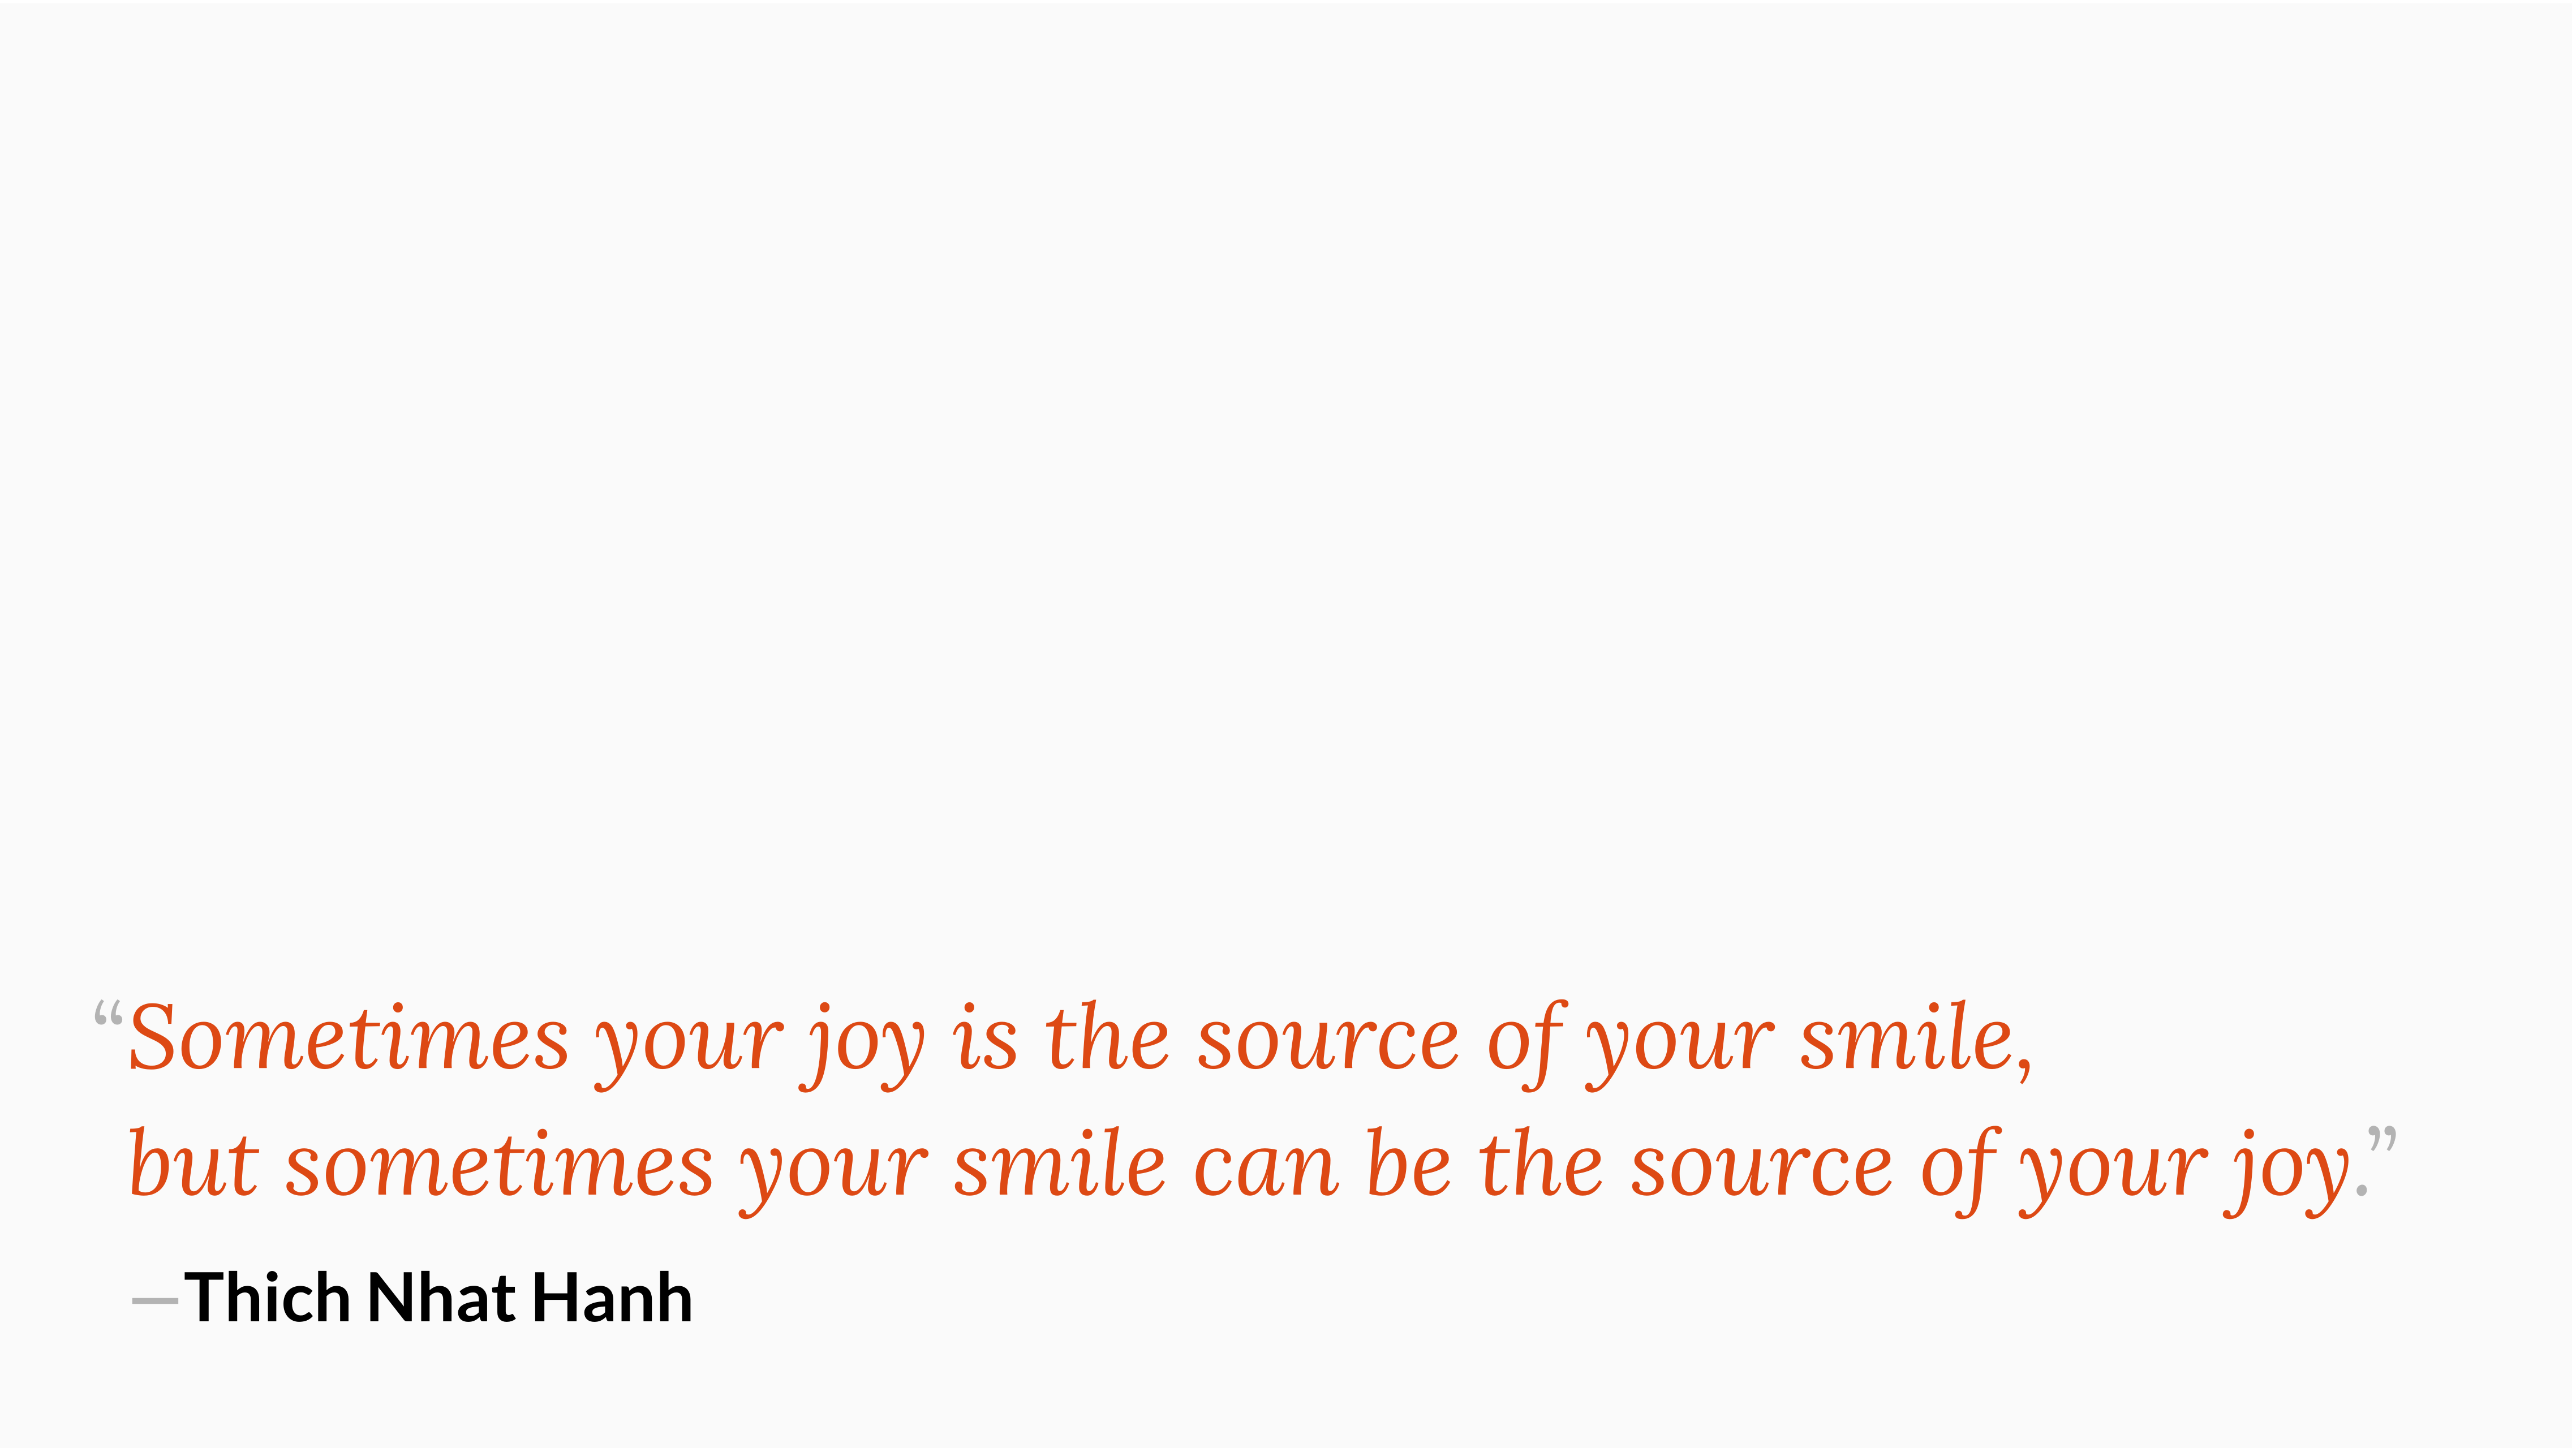 “Sometimes your joy is the source of your smile,
but sometimes your smile can be the source of your joy.”
—Thich Nhat Hanh